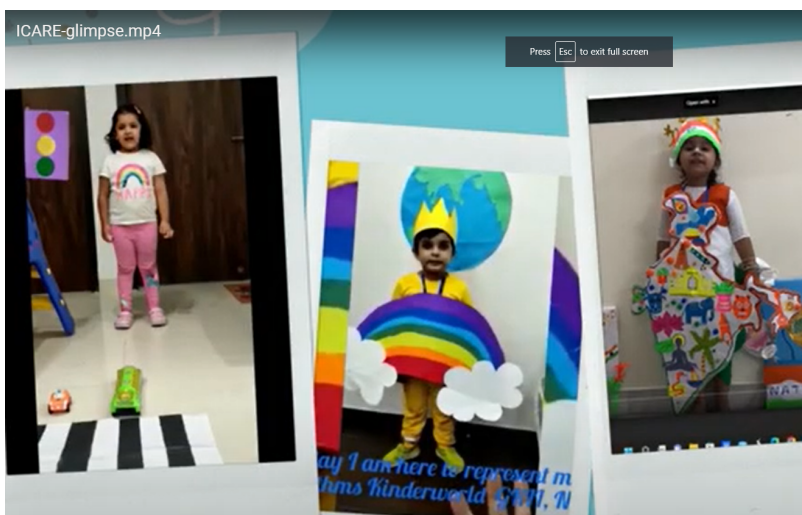 ICARE-glimpse.mp4
Press Esc to exit full screen
Open with
HAPPY
ay I am here to represent m
hms Kinderworld GKM, N
NAT